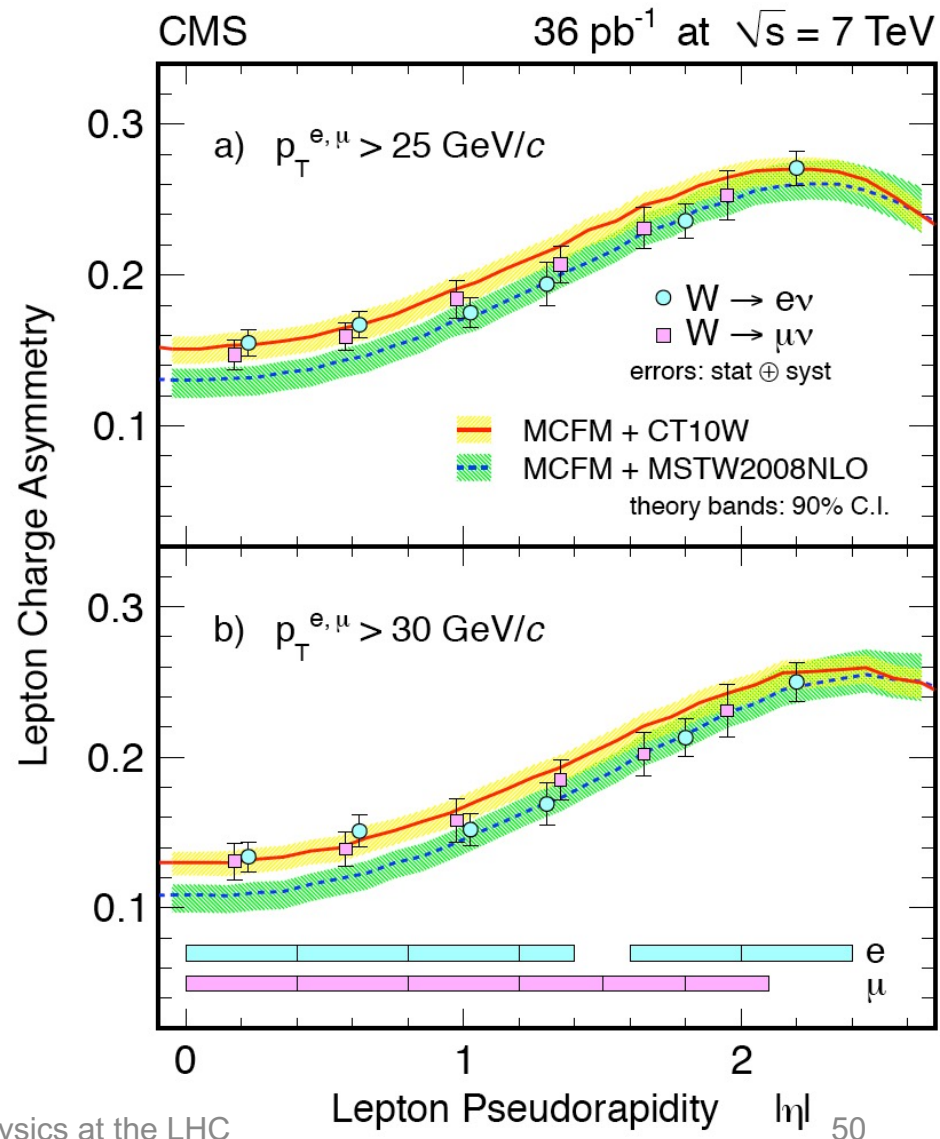 CMS 36 pb⁻¹ at √s = 7 TeV
0.3
a) p_T^{e, μ} > 25 GeV/c
0.2
W → eν
W → μν
errors: stat ⊕ syst
0.1
MCFM + CT10W
MCFM + MSTW2008NLO
theory bands: 90% C.I.
Lepton Charge Asymmetry
0.3
b) p_T^{e, μ} > 30 GeV/c
0.2
0.1
e
μ
0 1 2
Lepton Pseudorapidity |η|
ysics at the LHC 50